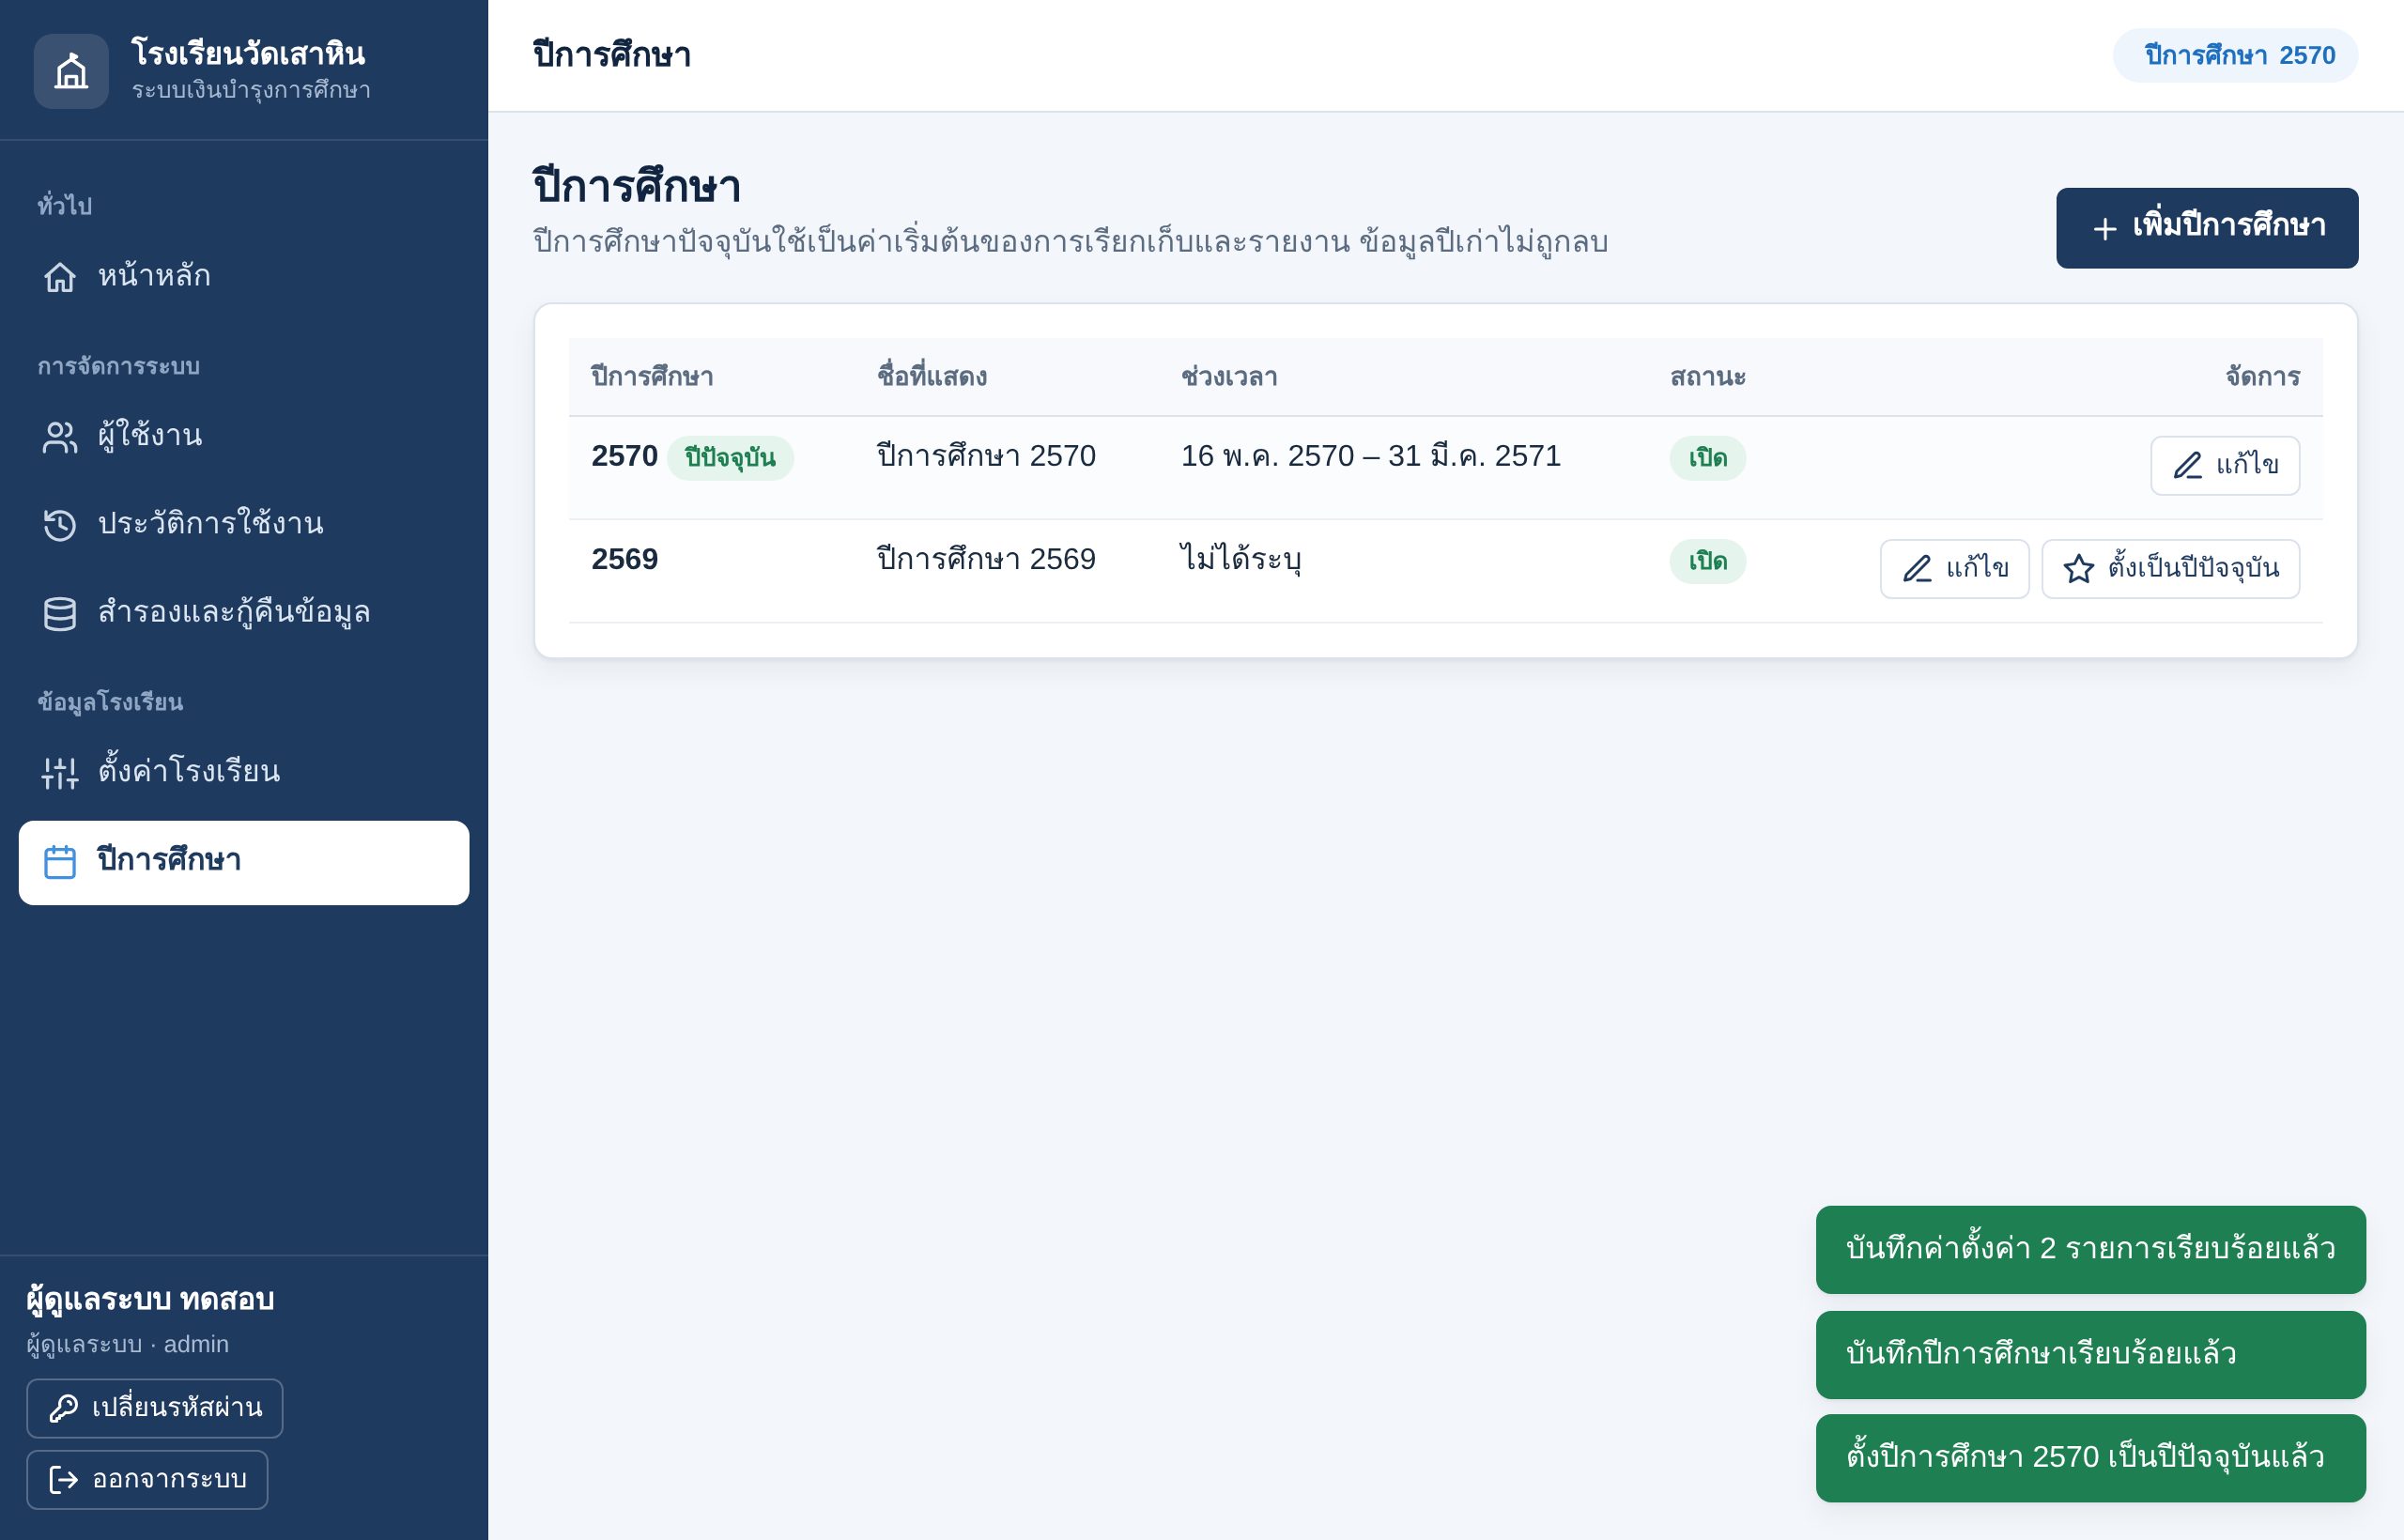 โรงเรียนวัดเสาหิน
ระบบเงินบำรุงการศึกษา
ทั่วไป
หน้าหลัก
การจัดการระบบ
ผู้ใช้งาน
ประวัติการใช้งาน
สำรองและกู้คืนข้อมูล
ข้อมูลโรงเรียน
ตั้งค่าโรงเรียน
ปีการศึกษา
ผู้ดูแลระบบ ทดสอบ
ผู้ดูแลระบบ · admin
เปลี่ยนรหัสผ่าน
ออกจากระบบ
ปีการศึกษา
ปีการศึกษา 2570
ปีการศึกษา
ปีการศึกษาปัจจุบันใช้เป็นค่าเริ่มต้นของการเรียกเก็บและรายงาน ข้อมูลปีเก่าไม่ถูกลบ
เพิ่มปีการศึกษา
ปีการศึกษา ชื่อที่แสดง ช่วงเวลา สถานะ จัดการ
2570 ปีปัจจุบัน ปีการศึกษา 2570 16 พ.ค. 2570 – 31 มี.ค. 2571 เปิด แก้ไข
2569 ปีการศึกษา 2569 ไม่ได้ระบุ เปิด แก้ไข ตั้งเป็นปีปัจจุบัน
บันทึกค่าตั้งค่า 2 รายการเรียบร้อยแล้ว
บันทึกปีการศึกษาเรียบร้อยแล้ว
ตั้งปีการศึกษา 2570 เป็นปีปัจจุบันแล้ว